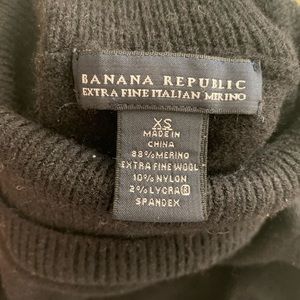 BANANA REPUBLIC
EXTRA FINE ITALIAN MERINO
XS
MADE IN
CHINA
88% MERINO
EXTRA FINE WOOL
10% NYLON
2% LYCRA®
SPANDEX